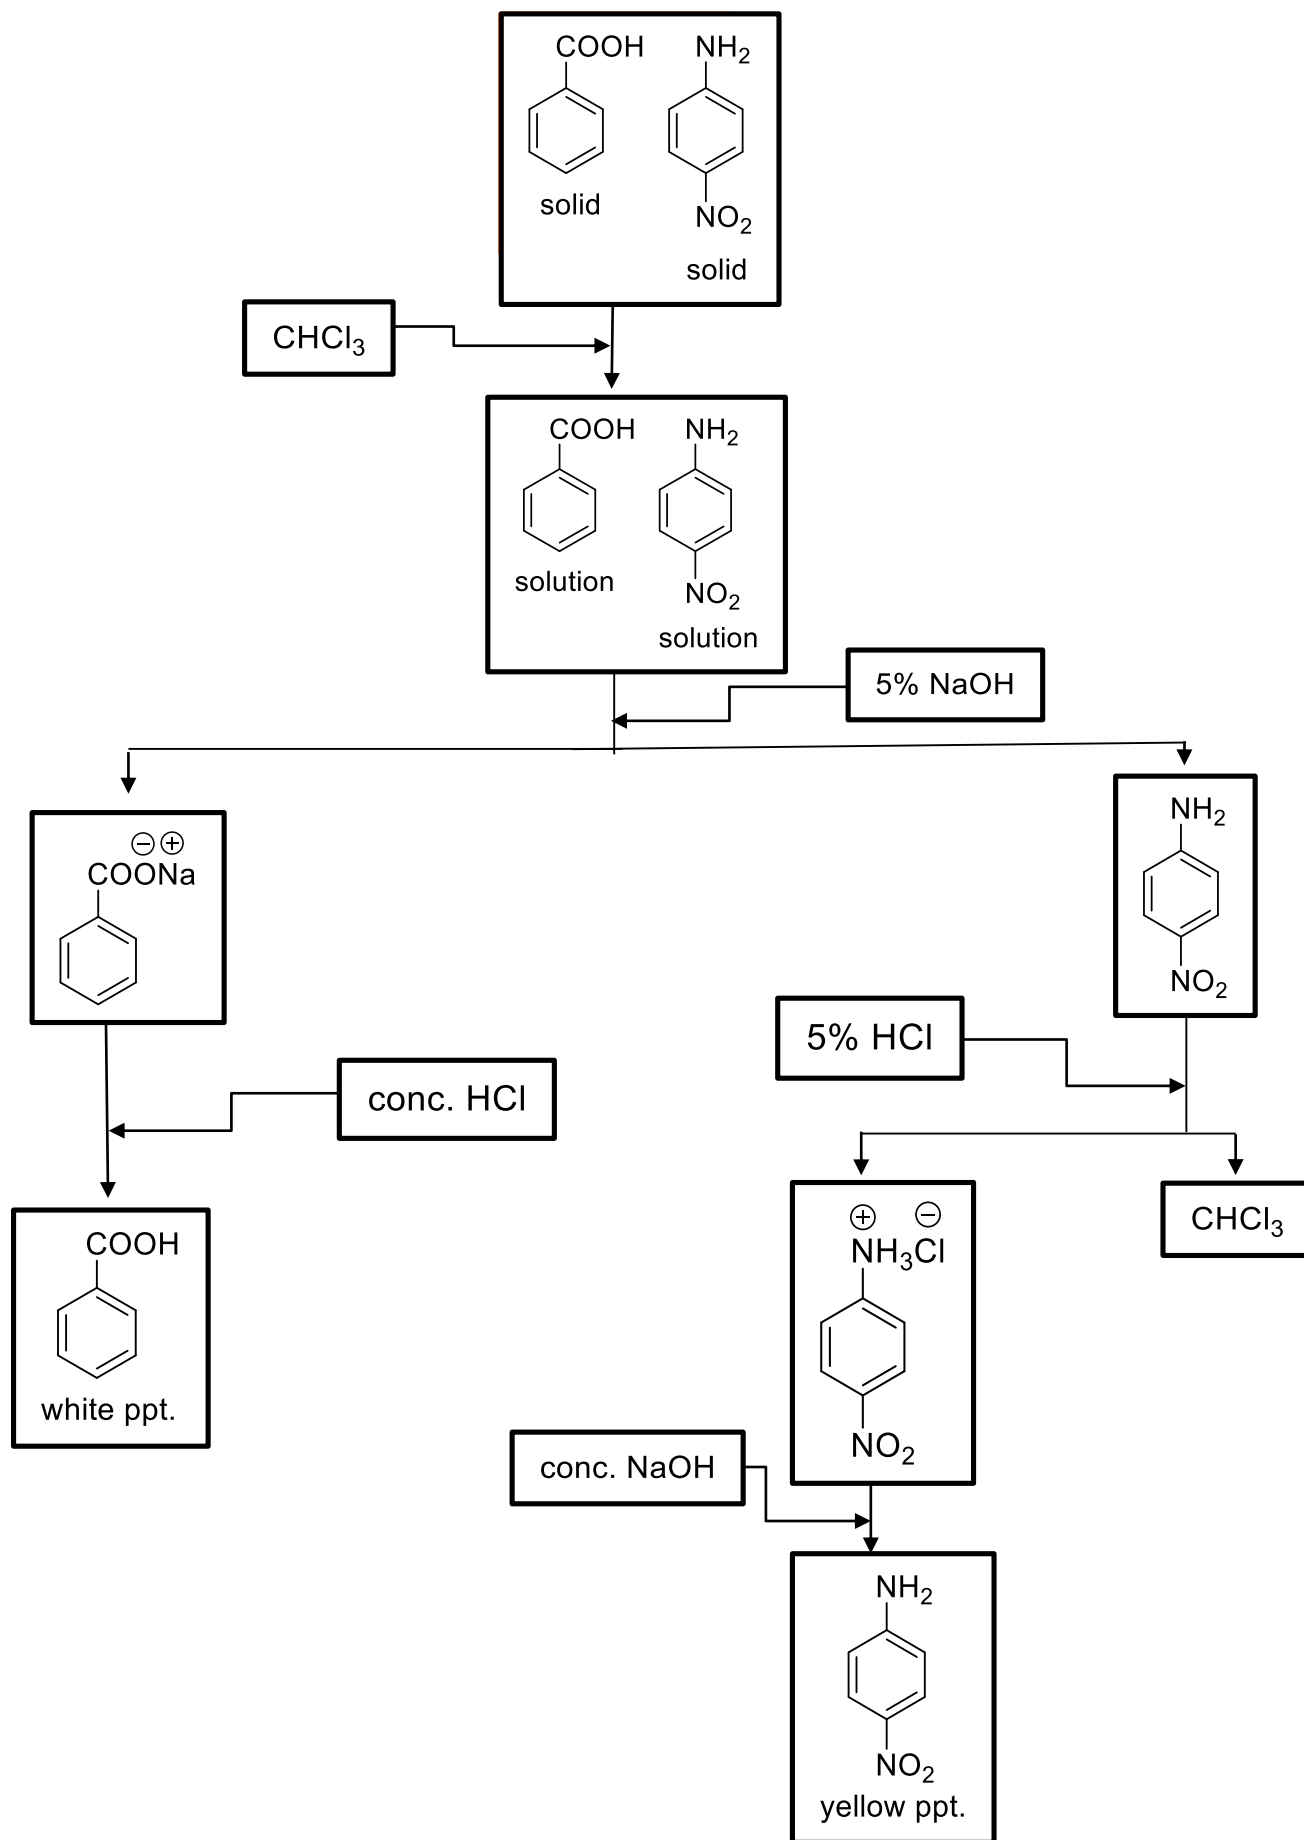 COOH NH2
solid
NO2
solid
CHCl3
COOH NH2
solution
NO2
solution
5% NaOH
− +
COONa
NH2
NO2
5% HCl
conc. HCl
COOH
white ppt.
+ −
NH3Cl
NO2
CHCl3
conc. NaOH
NH2
NO2
yellow ppt.